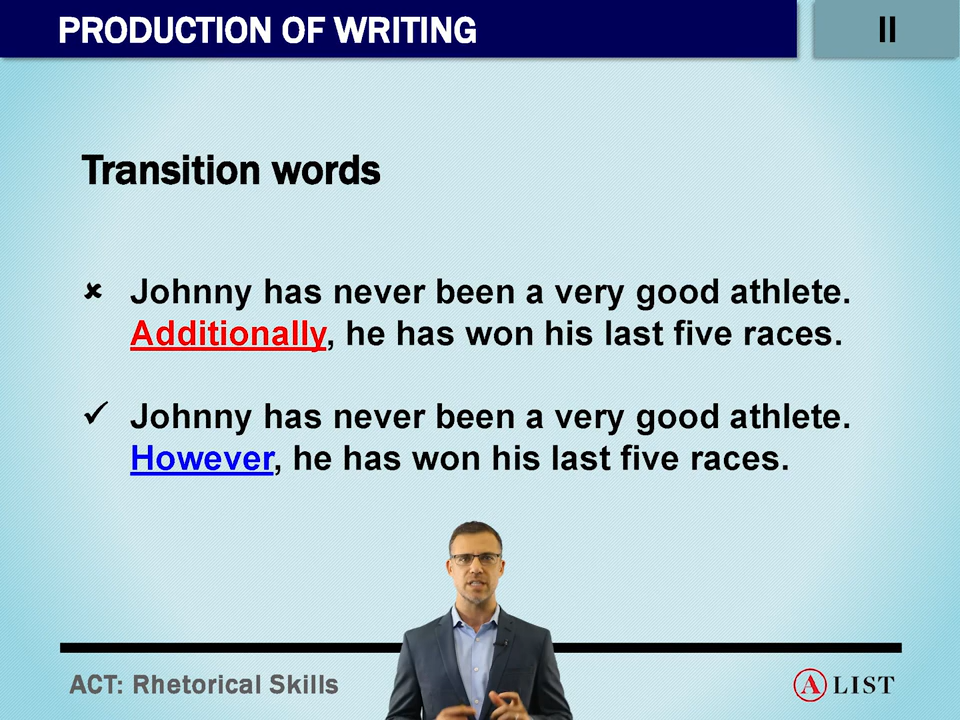 PRODUCTION OF WRITING
II
Transition words
✗ Johnny has never been a very good athlete.
Additionally, he has won his last five races.
✓ Johnny has never been a very good athlete.
However, he has won his last five races.
ACT: Rhetorical Skills
A LIST